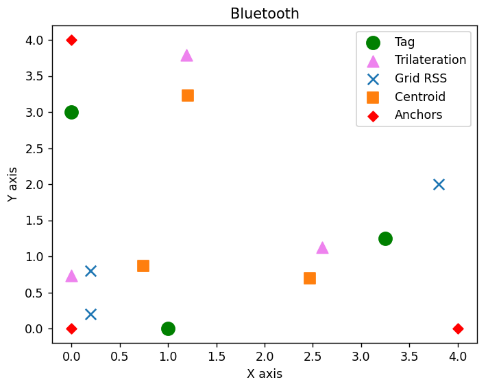 Bluetooth
Tag
Trilateration
Grid RSS
Centroid
Anchors
Y axis
4.0
3.5
3.0
2.5
2.0
1.5
1.0
0.5
0.0
0.0 0.5 1.0 1.5 2.0 2.5 3.0 3.5 4.0
X axis